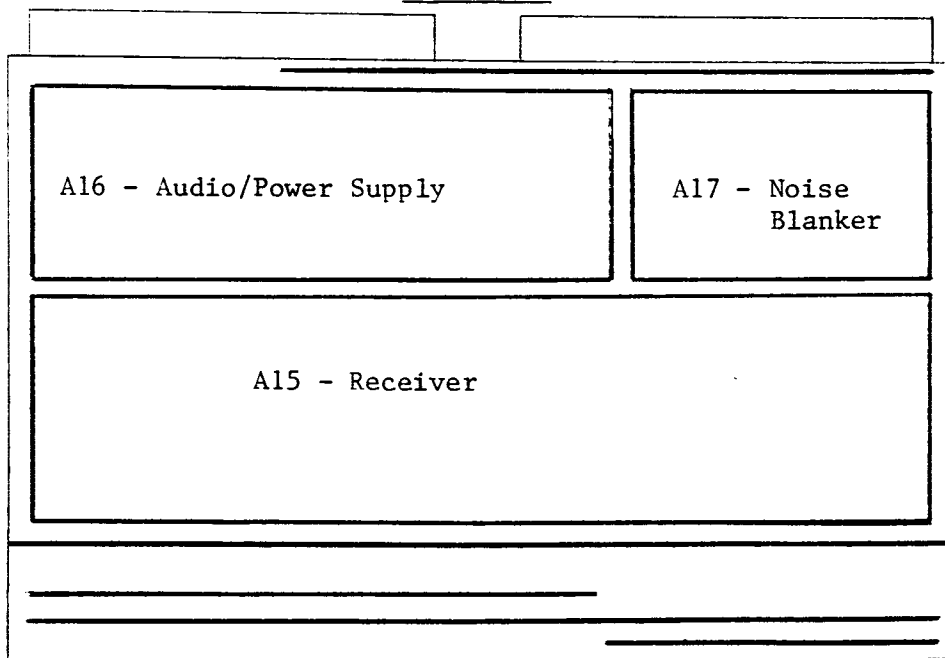 A16 - Audio/Power Supply
A17 - Noise
Blanker
A15 - Receiver